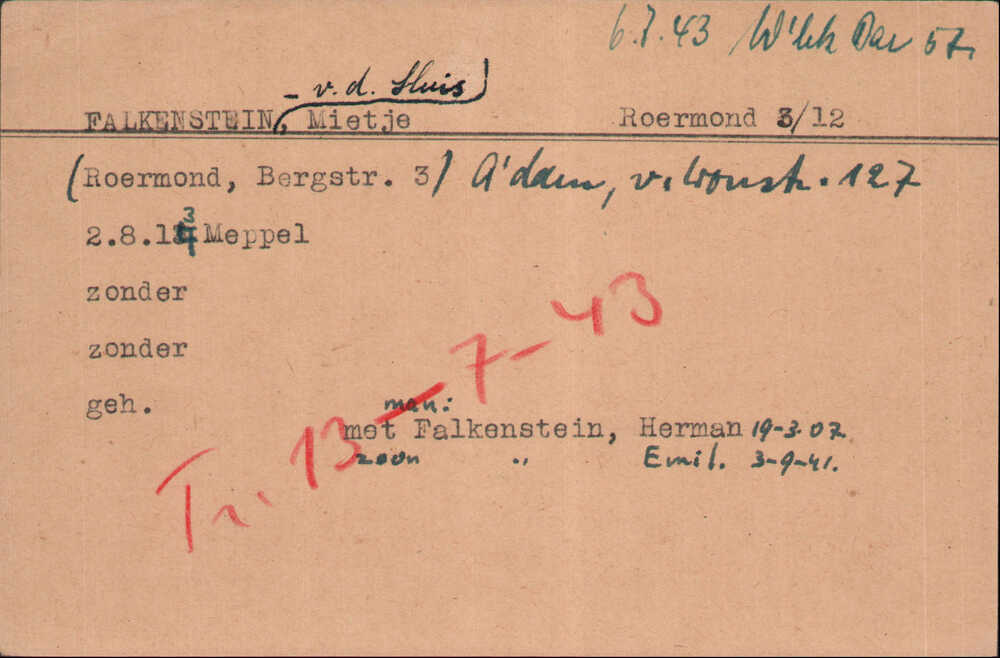 6.7.43 W'bk Bar 57.
- v.d. Sluis
FALKENSTEIN, Mietje Roermond 3/12
(Roermond, Bergstr. 3) A'dam, v. Woustr. 127
2.8.13 Meppel
zonder
zonder
geh.
man:
met Falkenstein, Herman 19-3-07.
zoon " Emil. 3-9-41.
Tr. 13-7-43